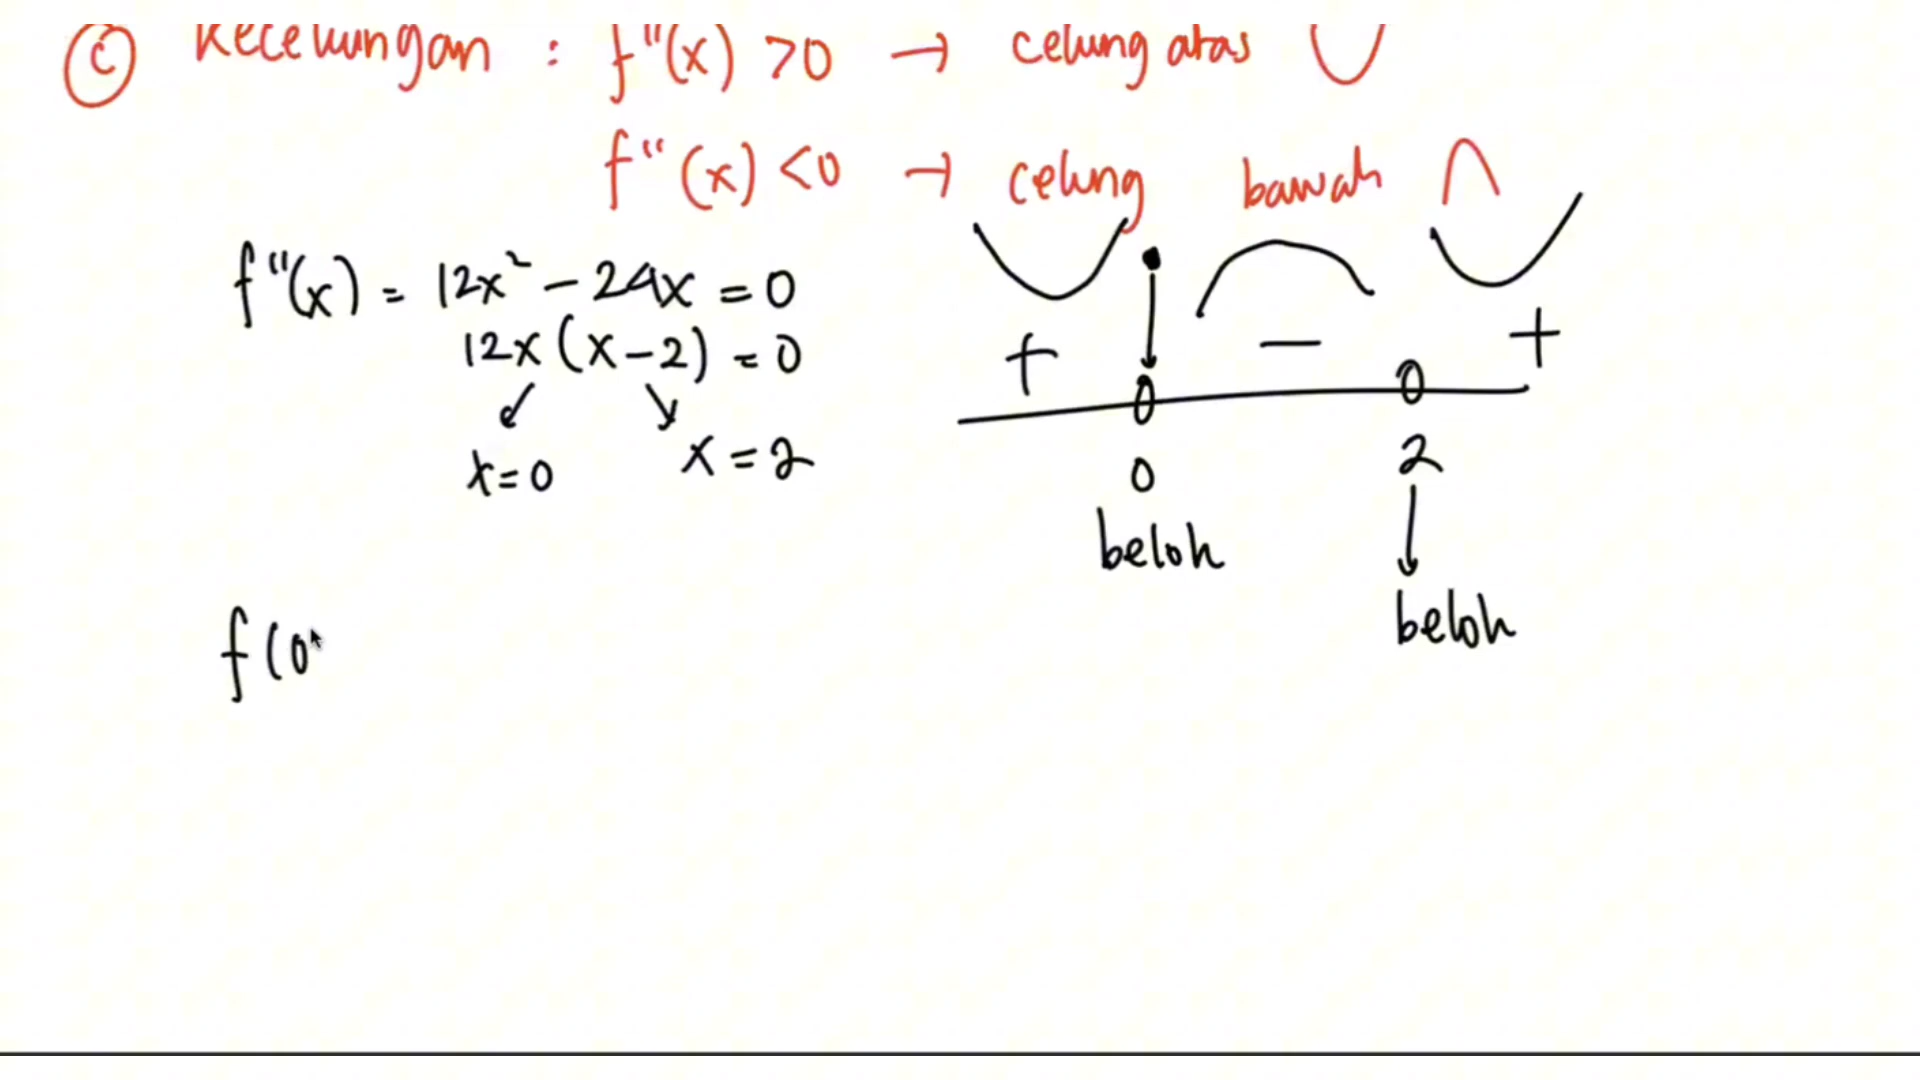 (c) Kecekungan : f"(x) >0 → cekung atas
f"(x) <0 → cekung bawah
f"(x) = 12x² - 24x = 0
12x (x-2) = 0
x=0 x=2
+ - +
0 0
0 2
belok
belok
f(0